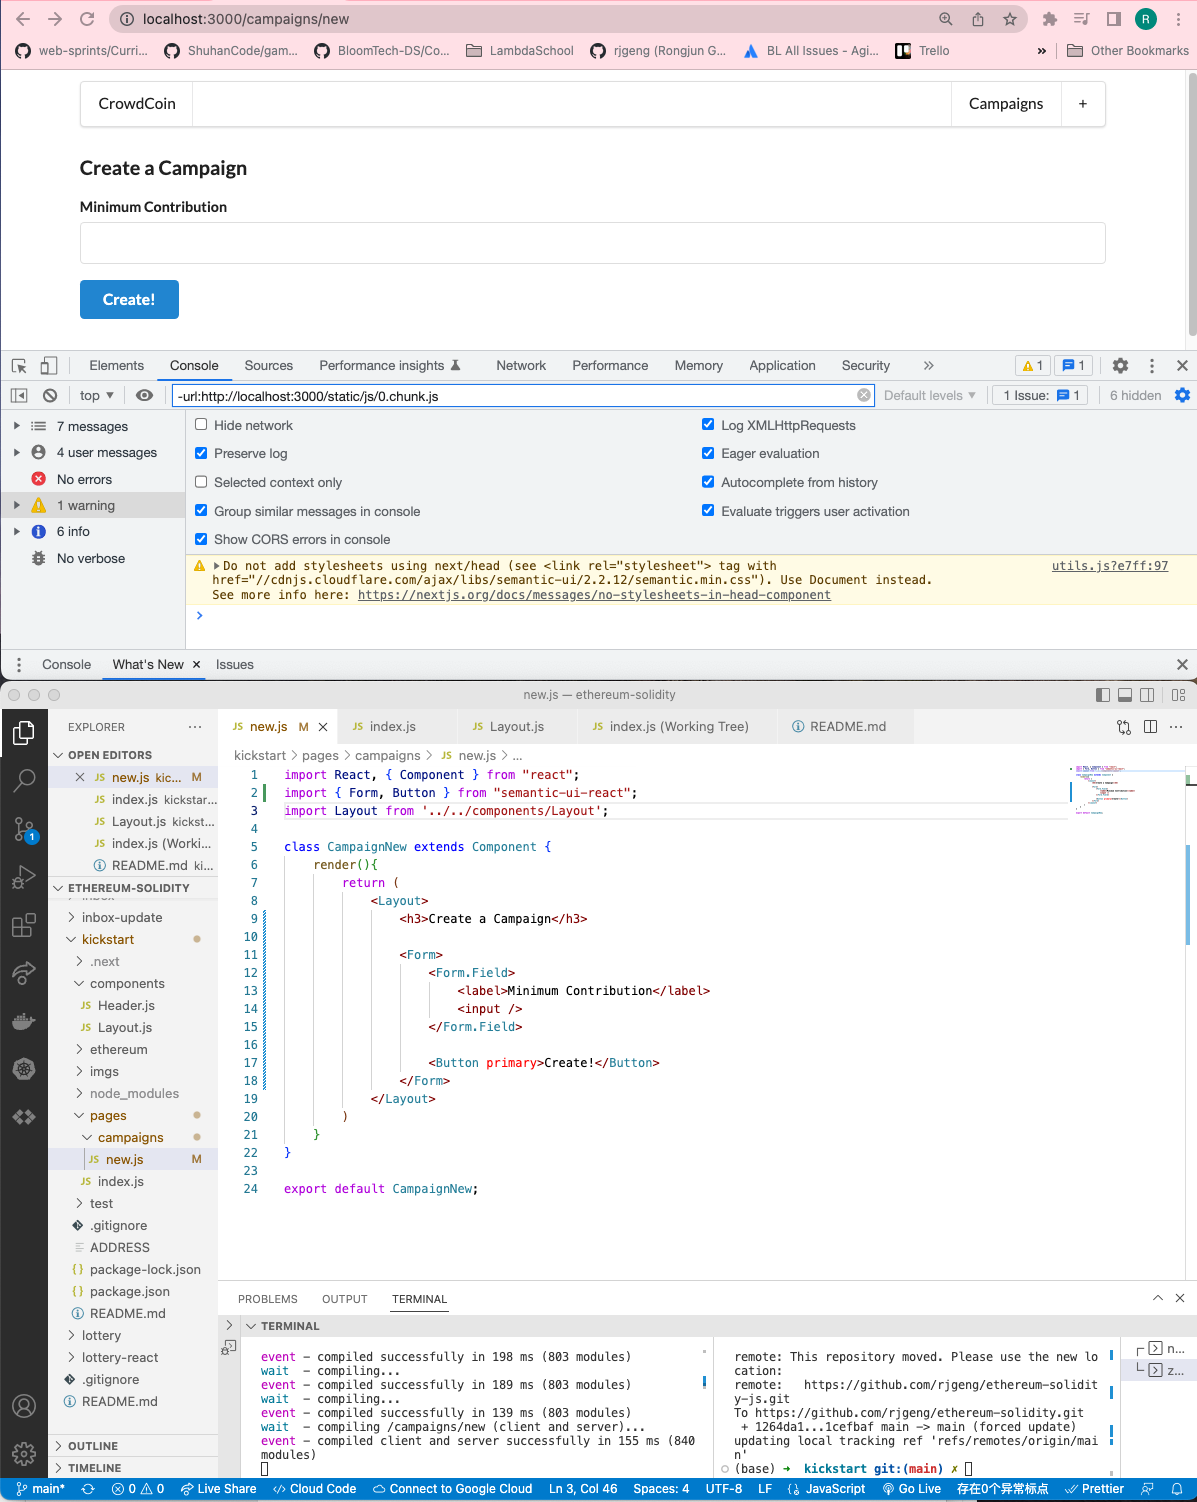 localhost:3000/campaigns/new
R
web-sprints/Curri...
ShuhanCode/gam...
BloomTech-DS/Co...
LambdaSchool
rjgeng (Rongjun G...
BL All Issues - Agi...
Trello
»
Other Bookmarks
CrowdCoin
Campaigns
+
Create a Campaign
Minimum Contribution
Create!
Elements
Console
Sources
Performance insights
Network
Performance
Memory
Application
Security
»
1
1
top ▼
-url:http://localhost:3000/static/js/0.chunk.js
Default levels ▼
1 Issue: 1
6 hidden
7 messages
4 user messages
No errors
1 warning
6 info
No verbose
Hide network
Preserve log
Selected context only
Group similar messages in console
Show CORS errors in console
Log XMLHttpRequests
Eager evaluation
Autocomplete from history
Evaluate triggers user activation
Do not add stylesheets using next/head (see <link rel="stylesheet"> tag with
href="//cdnjs.cloudflare.com/ajax/libs/semantic-ui/2.2.12/semantic.min.css"). Use Document instead.
See more info here: https://nextjs.org/docs/messages/no-stylesheets-in-head-component
utils.js?e7ff:97
Console
What's New
Issues
new.js — ethereum-solidity
EXPLORER
JS new.js M
JS index.js
JS Layout.js
JS index.js (Working Tree)
README.md
OPEN EDITORS
JS new.js kic... M
JS index.js kickstar...
JS Layout.js kickst...
JS index.js (Worki...
README.md ki...
ETHEREUM-SOLIDITY
inbox
inbox-update
kickstart
.next
components
JS Header.js
JS Layout.js
ethereum
imgs
node_modules
pages
campaigns
JS new.js M
JS index.js
test
.gitignore
ADDRESS
package-lock.json
package.json
README.md
lottery
lottery-react
.gitignore
README.md
OUTLINE
TIMELINE
1
kickstart > pages > campaigns > JS new.js > ...
1 import React, { Component } from "react";
2 import { Form, Button } from "semantic-ui-react";
3 import Layout from '../../components/Layout';
4
5 class CampaignNew extends Component {
6 render(){
7 return (
8 <Layout>
9 <h3>Create a Campaign</h3>
10
11 <Form>
12 <Form.Field>
13 <label>Minimum Contribution</label>
14 <input />
15 </Form.Field>
16
17 <Button primary>Create!</Button>
18 </Form>
19 </Layout>
20 )
21 }
22 }
23
24 export default CampaignNew;
PROBLEMS
OUTPUT
TERMINAL
TERMINAL
event - compiled successfully in 198 ms (803 modules)
wait - compiling...
event - compiled successfully in 189 ms (803 modules)
wait - compiling...
event - compiled successfully in 139 ms (803 modules)
wait - compiling /campaigns/new (client and server)...
event - compiled client and server successfully in 155 ms (840
modules)
remote: This repository moved. Please use the new lo
cation:
remote: https://github.com/rjgeng/ethereum-solidit
y-js.git
To https://github.com/rjgeng/ethereum-solidity.git
+ 1264da1...1cefbaf main -> main (forced update)
updating local tracking ref 'refs/remotes/origin/mai
n'
(base) ➜ kickstart git:(main) ✗
n...
z...
main*
0 0
Live Share
Cloud Code
Connect to Google Cloud
Ln 3, Col 46
Spaces: 4
UTF-8
LF
JavaScript
Go Live
存在0个异常标点
Prettier